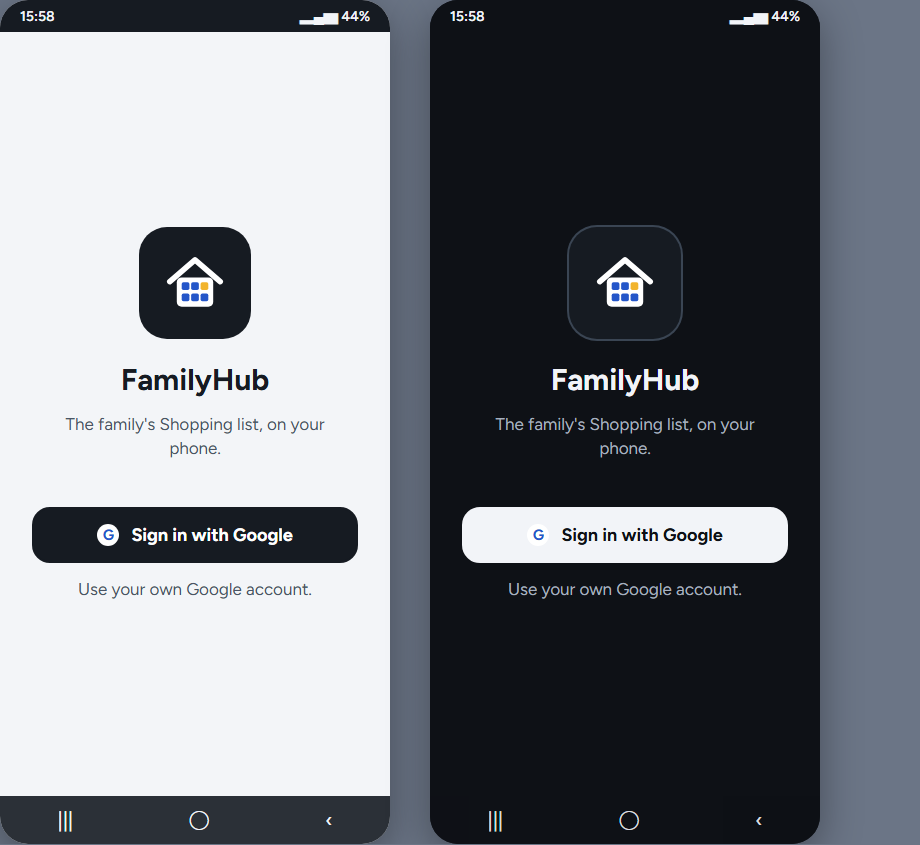 15:58
44%
FamilyHub
The family's Shopping list, on your
phone.
G Sign in with Google
Use your own Google account.
15:58
44%
FamilyHub
The family's Shopping list, on your
phone.
G Sign in with Google
Use your own Google account.